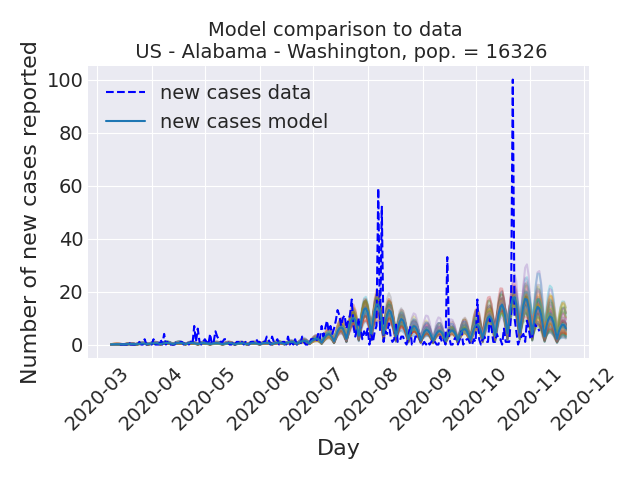 Model comparison to data
US - Alabama - Washington, pop. = 16326
Number of new cases reported
100
80
60
40
20
0
new cases data
new cases model
2020-03
2020-04
2020-05
2020-06
2020-07
2020-08
2020-09
2020-10
2020-11
2020-12
Day